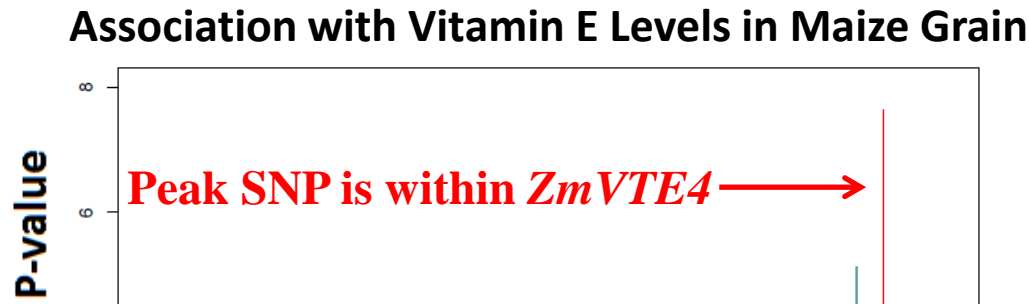 Association with Vitamin E Levels in Maize Grain
8
Peak SNP is within ZmVTE4
6
P-value